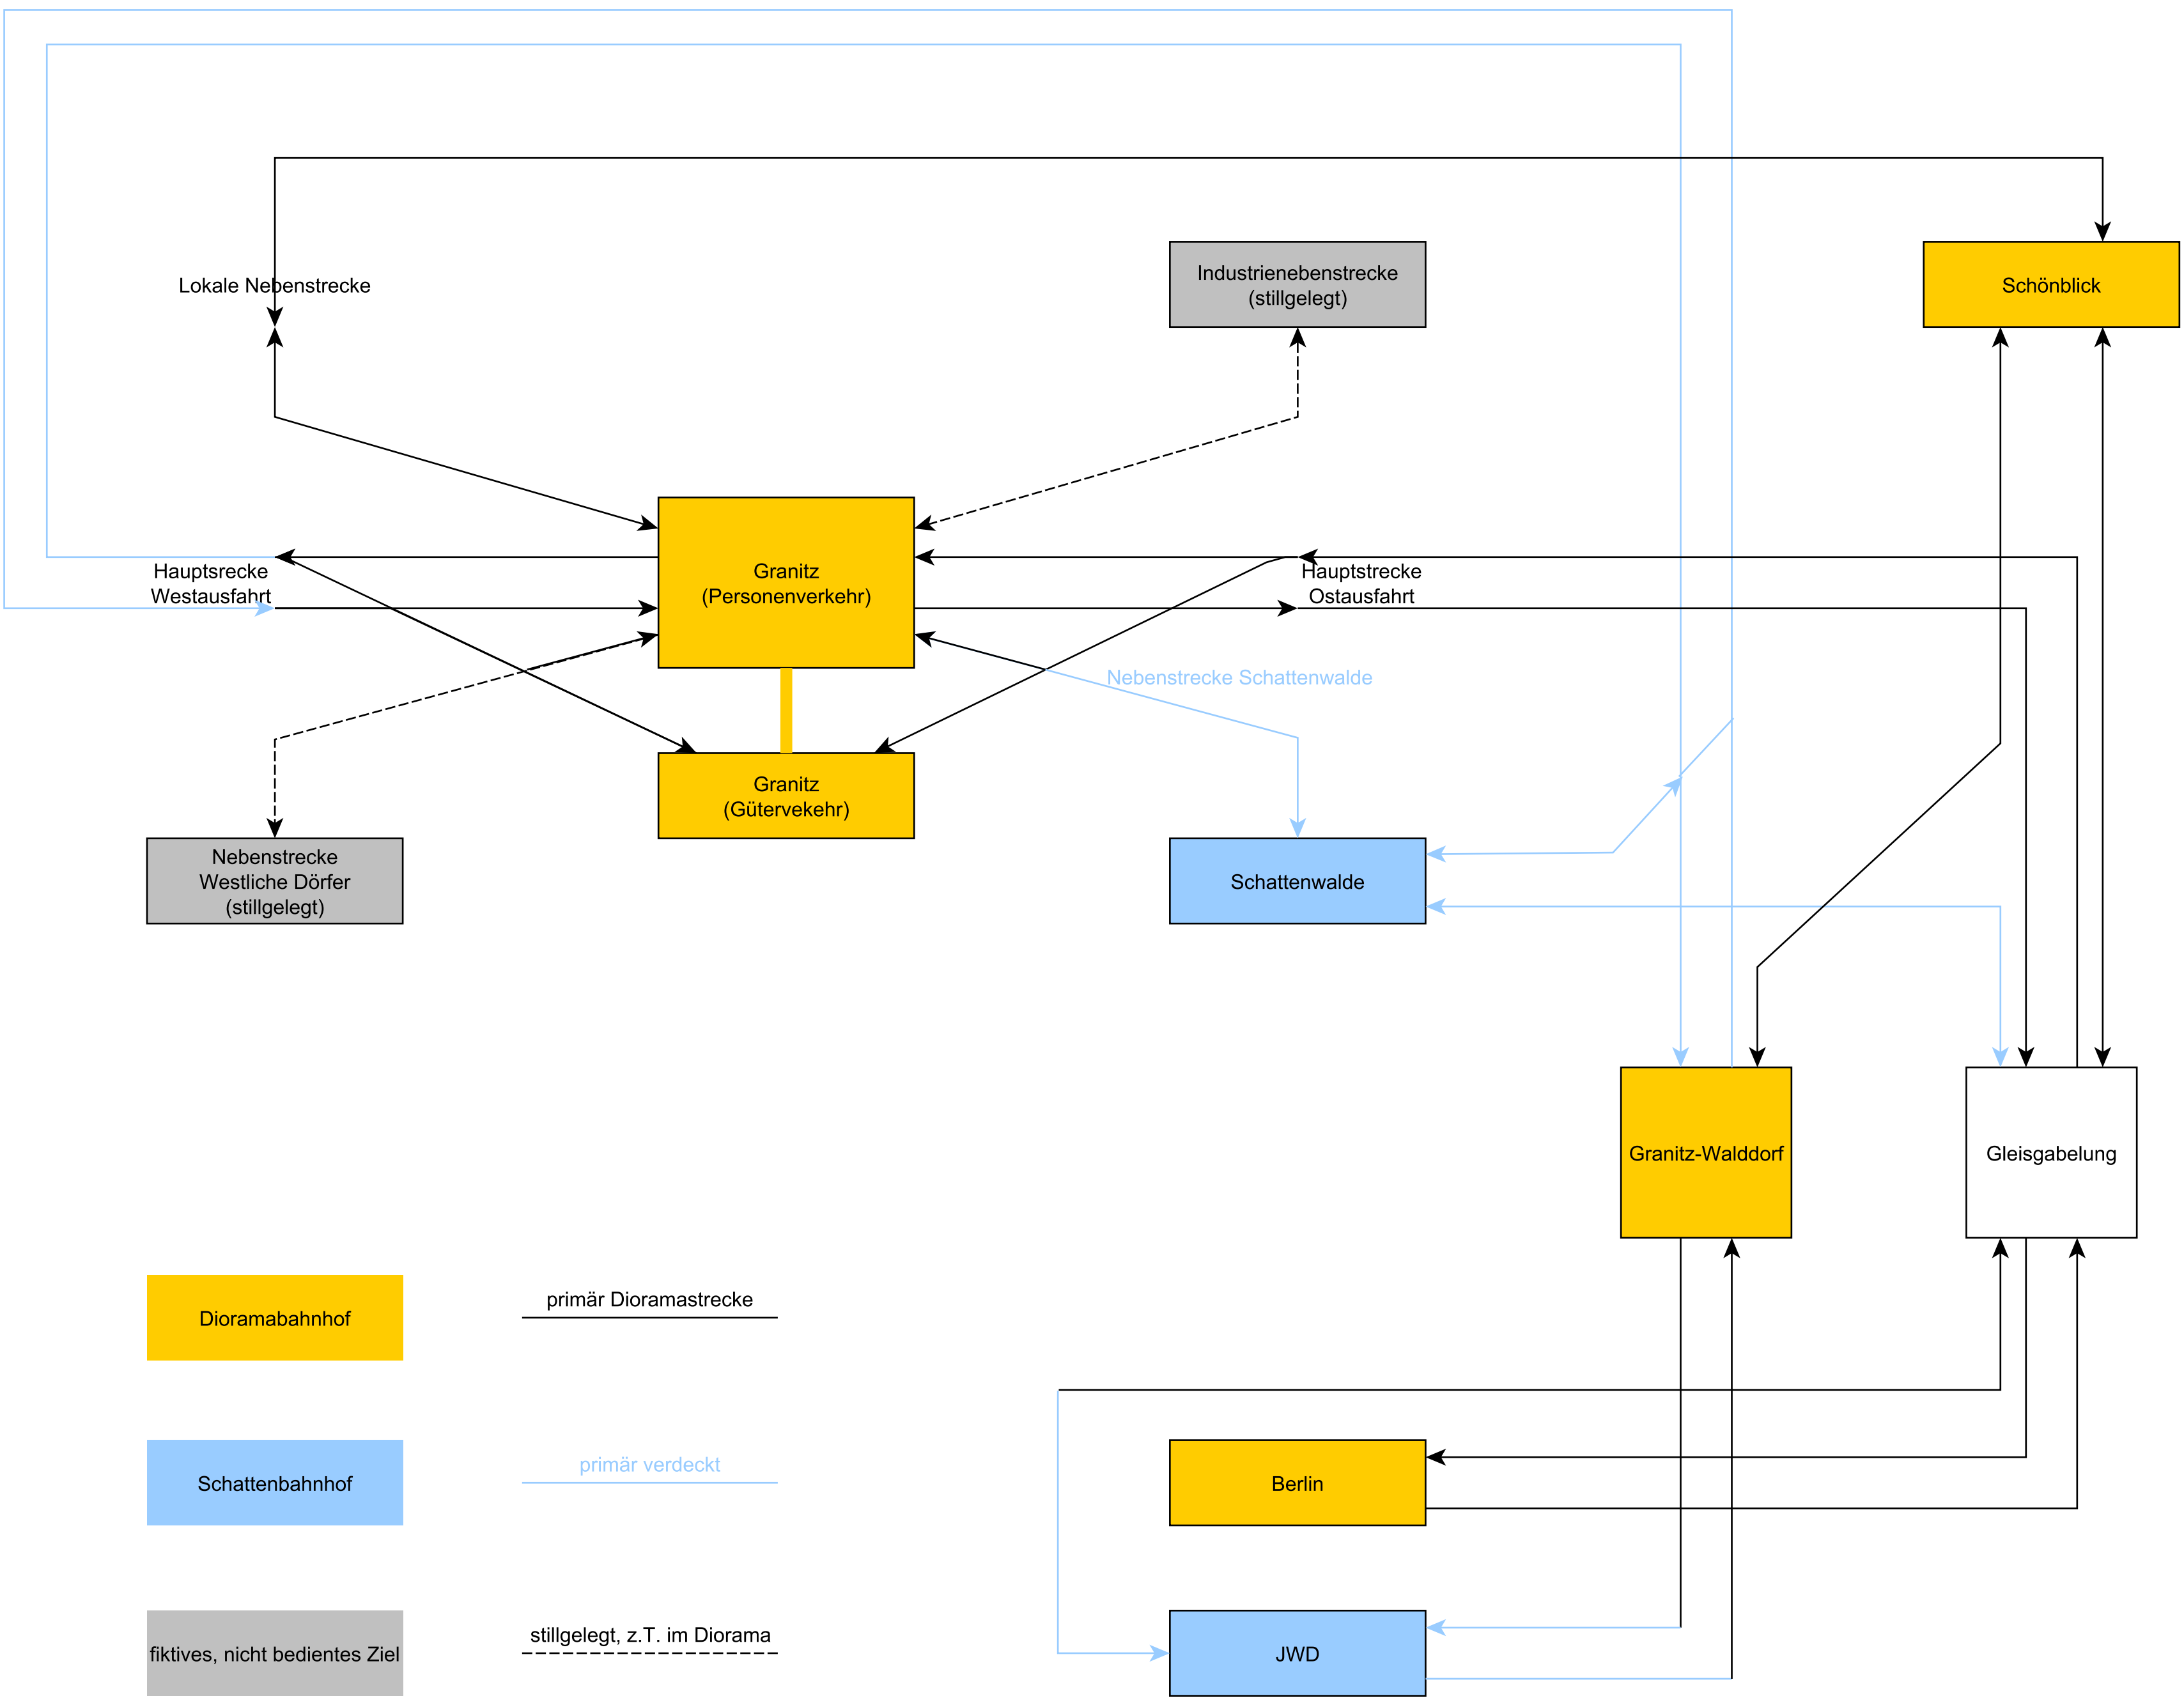 Lokale Nebenstrecke
Industrienebenstrecke
(stillgelegt)
Schönblick
Hauptsrecke
Westausfahrt
Granitz
(Personenverkehr)
Hauptstrecke
Ostausfahrt
Nebenstrecke Schattenwalde
Granitz
(Gütervekehr)
Nebenstrecke
Westliche Dörfer
(stillgelegt)
Schattenwalde
Granitz-Walddorf
Gleisgabelung
Dioramabahnhof
primär Dioramastrecke
Schattenbahnhof
primär verdeckt
Berlin
fiktives, nicht bedientes Ziel
stillgelegt, z.T. im Diorama
JWD